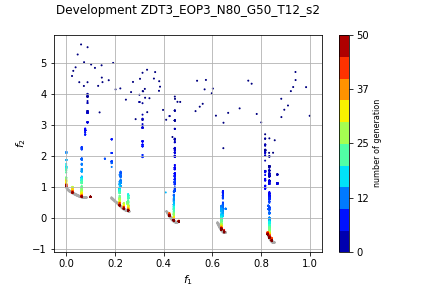 Development ZDT3_EOP3_N80_G50_T12_s2
5
4
3
2
1
0
−1
f₂
0.0 0.2 0.4 0.6 0.8 1.0
f₁
50
37
25
12
0
number of generation